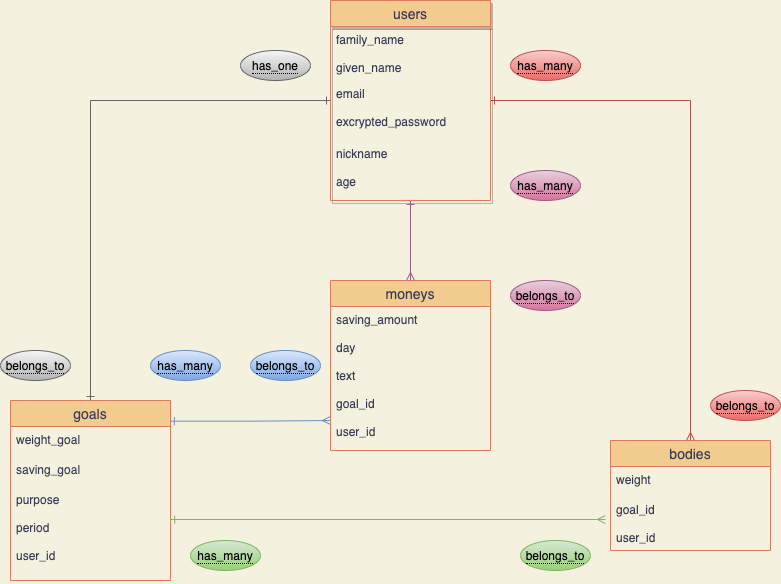 users
family_name
given_name
email
excrypted_password
nickname
age
has_one
has_many
has_many
moneys
saving_amount
day
text
goal_id
user_id
belongs_to
belongs_to
has_many
belongs_to
goals
weight_goal
saving_goal
purpose
period
user_id
belongs_to
bodies
weight
goal_id
user_id
has_many
belongs_to